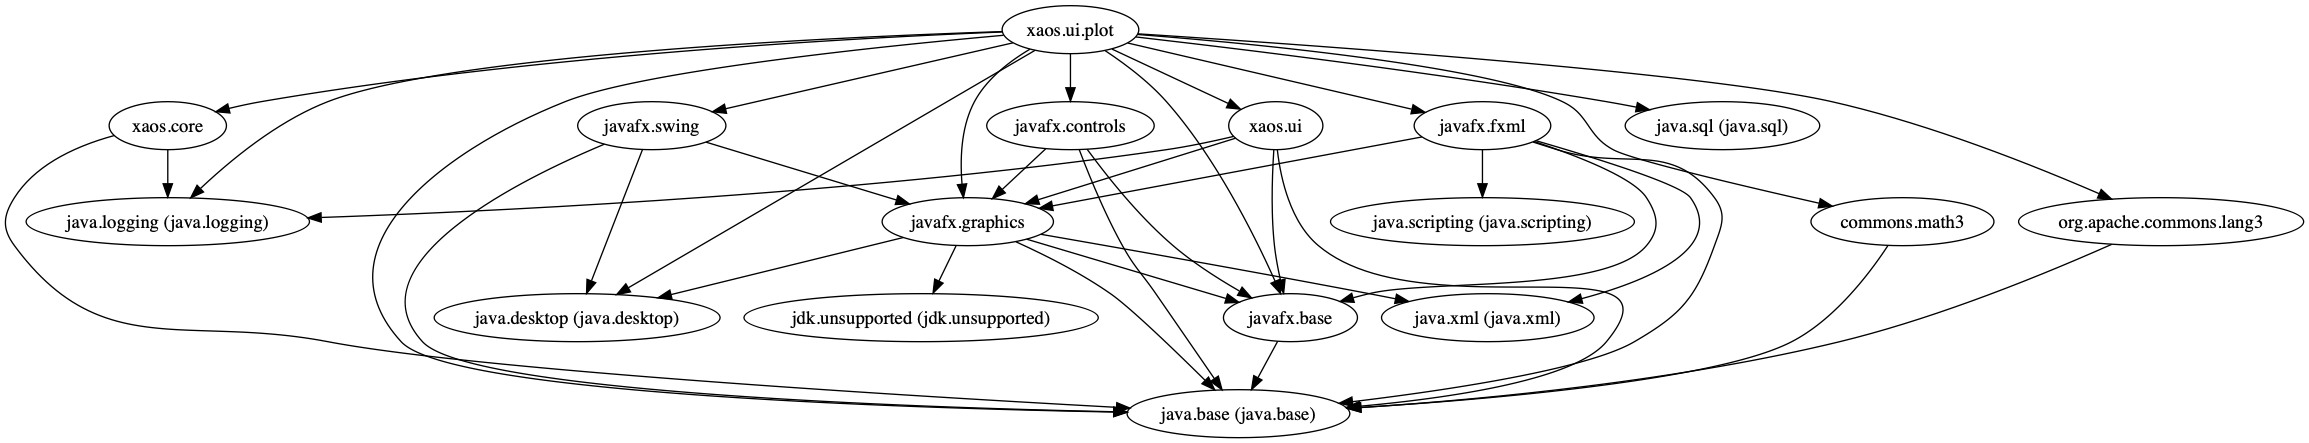 xaos.ui.plot
xaos.core
javafx.swing
javafx.controls
xaos.ui
javafx.fxml
java.sql (java.sql)
java.logging (java.logging)
javafx.graphics
java.scripting (java.scripting)
commons.math3
org.apache.commons.lang3
java.desktop (java.desktop)
jdk.unsupported (jdk.unsupported)
javafx.base
java.xml (java.xml)
java.base (java.base)